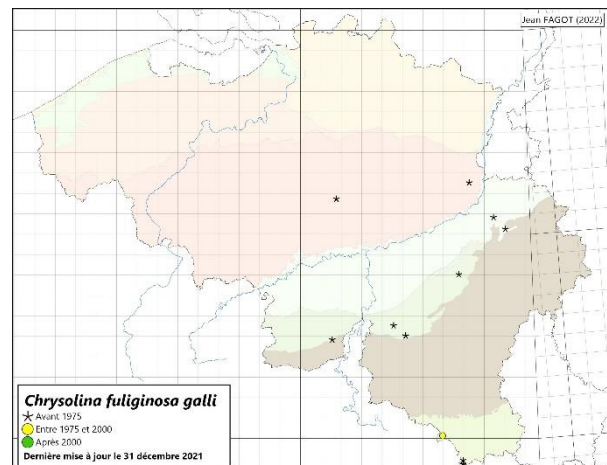 Jean FAGOT (2022)
Chrysolina fuliginosa galli
Avant 1975
Entre 1975 et 2000
Après 2000
Dernière mise à jour le 31 décembre 2021